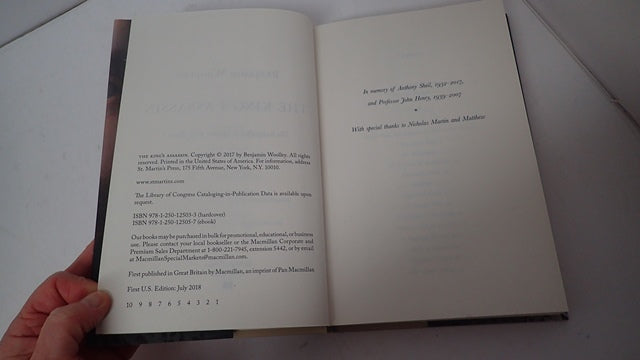 THE KING'S ASSASSIN. Copyright © 2017 by Benjamin Woolley. All rights
reserved. Printed in the United States of America. For information, address
St. Martin's Press, 175 Fifth Avenue, New York, N.Y. 10010.
www.stmartins.com
The Library of Congress Cataloging-in-Publication Data is available upon
request.
ISBN 978-1-250-12503-3 (hardcover)
ISBN 978-1-250-12505-7 (ebook)
Our books may be purchased in bulk for promotional, educational, or business
use. Please contact your local bookseller or the Macmillan Corporate and
Premium Sales Department at 1-800-221-7945, extension 5442, or by email
at MacmillanSpecialMarkets@macmillan.com.
First published in Great Britain by Macmillan, an imprint of Pan Macmillan
First U.S. Edition: July 2018
10 9 8 7 6 5 4 3 2 1
In memory of Anthony Sheil, 1932–2017,
and Professor John Henry, 1939–2007
With special thanks to Nicholas Martin and Matthew